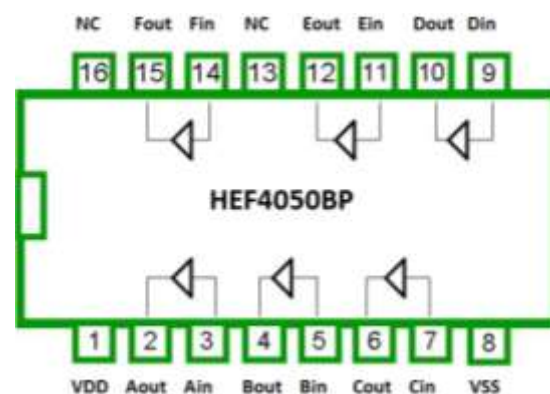 NC Fout Fin NC Eout Ein Dout Din
16 15 14 13 12 11 10 9
HEF4050BP
1 2 3 4 5 6 7 8
VDD Aout Ain Bout Bin Cout Cin VSS